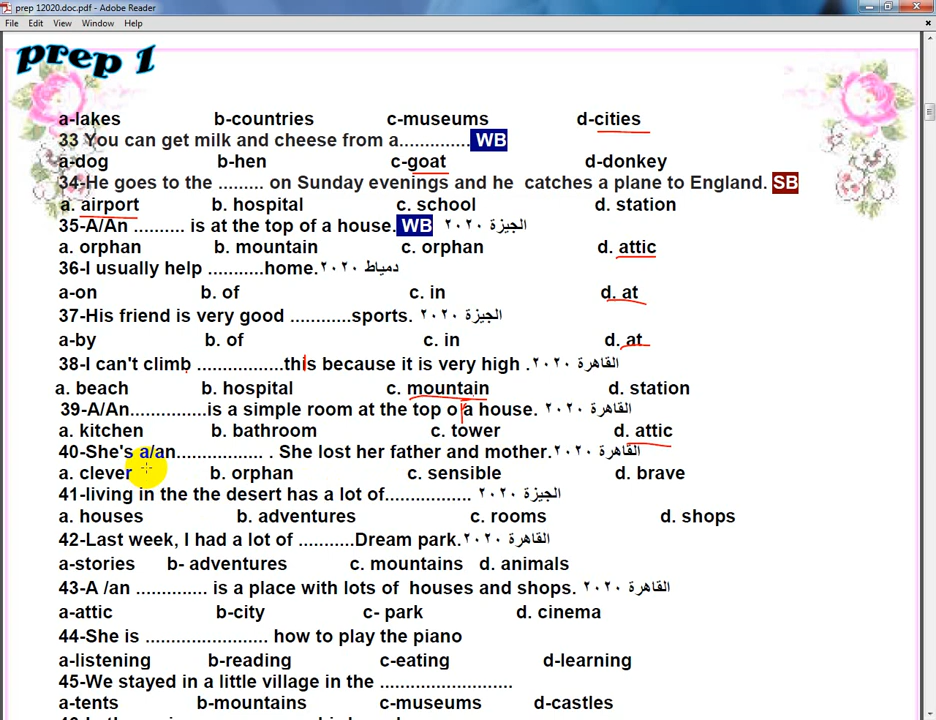 prep 12020.doc.pdf - Adobe Reader
File Edit View Window Help
prep 1
a-lakes b-countries c-museums d-cities
33 You can get milk and cheese from a.............. WB
a-dog b-hen c-goat d-donkey
34-He goes to the ......... on Sunday evenings and he catches a plane to England. SB
a. airport b. hospital c. school d. station
35-A/An .......... is at the top of a house. WB الجيزة ٢٠٢٠
a. orphan b. mountain c. orphan d. attic
36-I usually help ...........home. دمياط ٢٠٢٠
a-on b. of c. in d. at
37-His friend is very good ............sports. الجيزة ٢٠٢٠
a-by b. of c. in d. at
38-I can't climb .................this because it is very high . القاهرة ٢٠٢٠
a. beach b. hospital c. mountain d. station
39-A/An...............is a simple room at the top o a house. القاهرة ٢٠٢٠
a. kitchen b. bathroom c. tower d. attic
40-She's a/an................. . She lost her father and mother. القاهرة ٢٠٢٠
a. clever b. orphan c. sensible d. brave
41-living in the the desert has a lot of................. الجيزة ٢٠٢٠
a. houses b. adventures c. rooms d. shops
42-Last week, I had a lot of ...........Dream park. القاهرة ٢٠٢٠
a-stories b- adventures c. mountains d. animals
43-A /an .............. is a place with lots of houses and shops. القاهرة ٢٠٢٠
a-attic b-city c- park d. cinema
44-She is ........................ how to play the piano
a-listening b-reading c-eating d-learning
45-We stayed in a little village in the ..........................
a-tents b-mountains c-museums d-castles